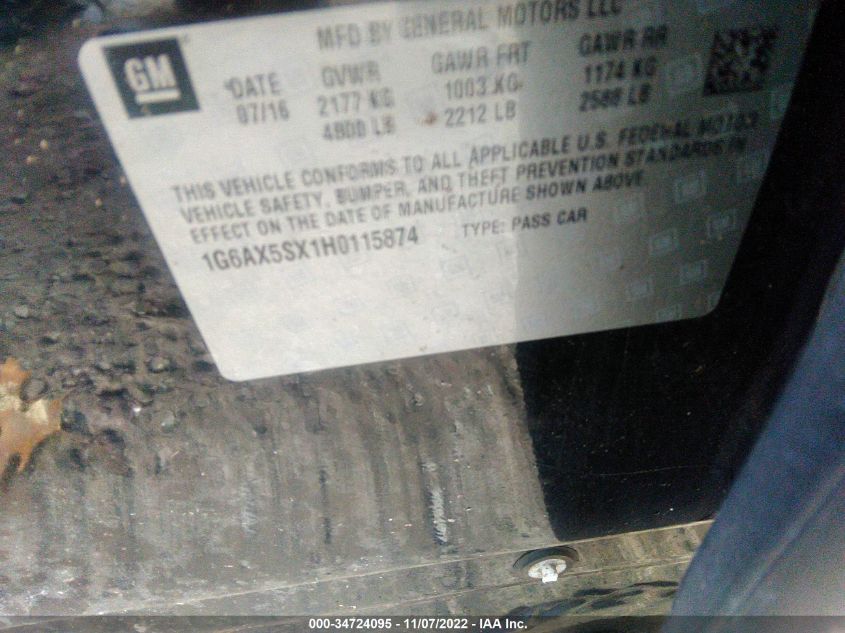 MFD BY GENERAL MOTORS LLC
GM
DATE GVWR GAWR FRT GAWR RR
07/16 2177 KG 1003 KG 1174 KG
4800 LB 2212 LB 2588 LB
THIS VEHICLE CONFORMS TO ALL APPLICABLE U.S. FEDERAL MOTOR
VEHICLE SAFETY, BUMPER, AND THEFT PREVENTION STANDARDS IN
EFFECT ON THE DATE OF MANUFACTURE SHOWN ABOVE.
1G6AX5SX1H0115874 TYPE: PASS CAR
000-34724095 - 11/07/2022 - IAA Inc.